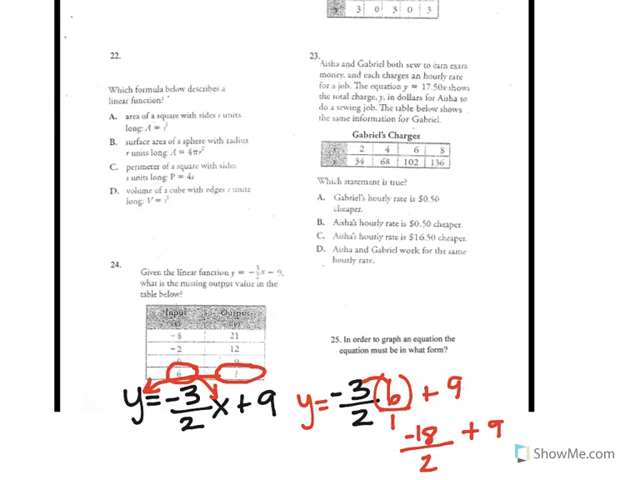 y 3 0 3 0 3
22.
Which formula below describes a
linear function?
A. area of a square with sides s units
long: A = s²
B. surface area of a sphere with radius
r units long: A = 4πr²
C. perimeter of a square with sides
s units long: P = 4s
D. volume of a cube with edges s units
long: V = s³
23.
Aisha and Gabriel both sew to earn extra
money, and each charges an hourly rate
for a job. The equation y = 17.50x shows
the total charge, y, in dollars for Aisha to
do a sewing job. The table below shows
the same information for Gabriel.
Gabriel's Charges
2 4 6 8
34 68 102 136
Which statement is true?
A. Gabriel's hourly rate is $0.50
cheaper.
B. Aisha's hourly rate is $0.50 cheaper.
C. Aisha's hourly rate is $16.50 cheaper.
D. Aisha and Gabriel work for the same
hourly rate.
24.
Given the linear function y = -3/2x - 9,
what is the missing output value in the
table below?
Input Output
(x) (y)
-8 21
-2 12
0 9
6 ?
25. In order to graph an equation the
equation must be in what form?
y=-3/2 x+9
y=-3/2·(6)/1 + 9
-18/2 + 9
ShowMe.com